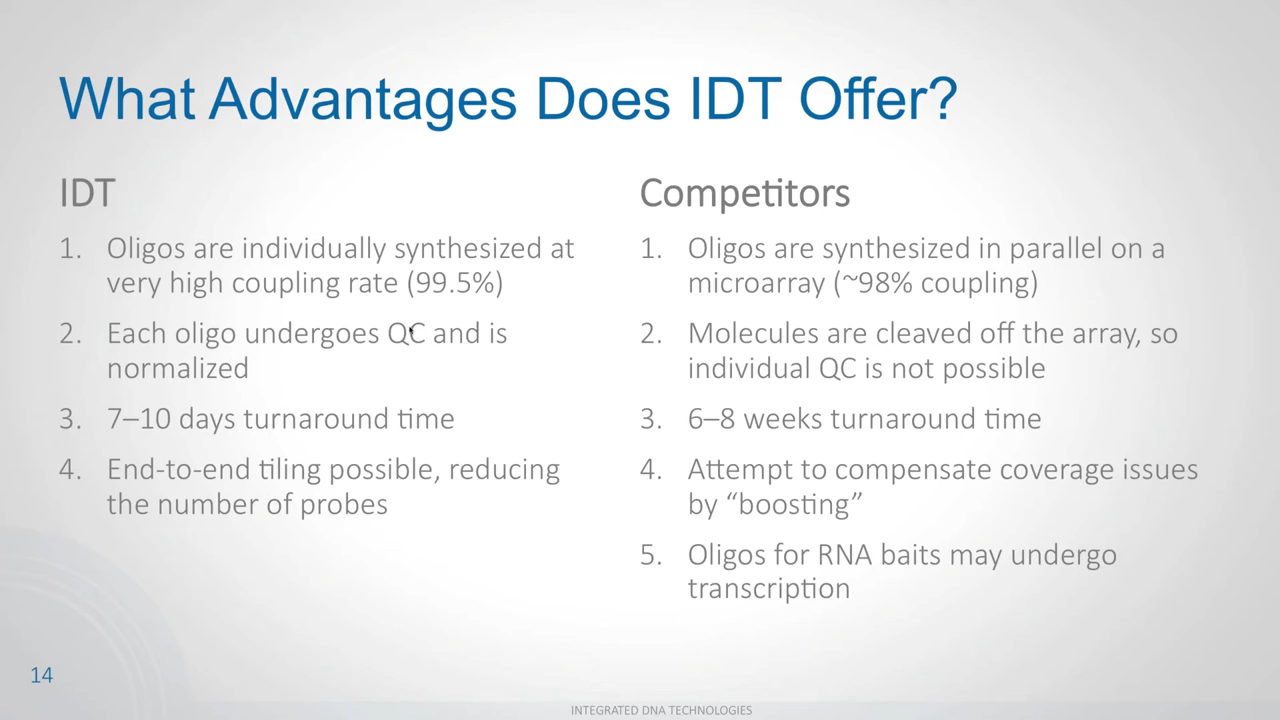 What Advantages Does IDT Offer?
IDT
1. Oligos are individually synthesized at
very high coupling rate (99.5%)
2. Each oligo undergoes QC and is
normalized
3. 7–10 days turnaround time
4. End-to-end tiling possible, reducing
the number of probes
Competitors
1. Oligos are synthesized in parallel on a
microarray (~98% coupling)
2. Molecules are cleaved off the array, so
individual QC is not possible
3. 6–8 weeks turnaround time
4. Attempt to compensate coverage issues
by “boosting”
5. Oligos for RNA baits may undergo
transcription
14
INTEGRATED DNA TECHNOLOGIES